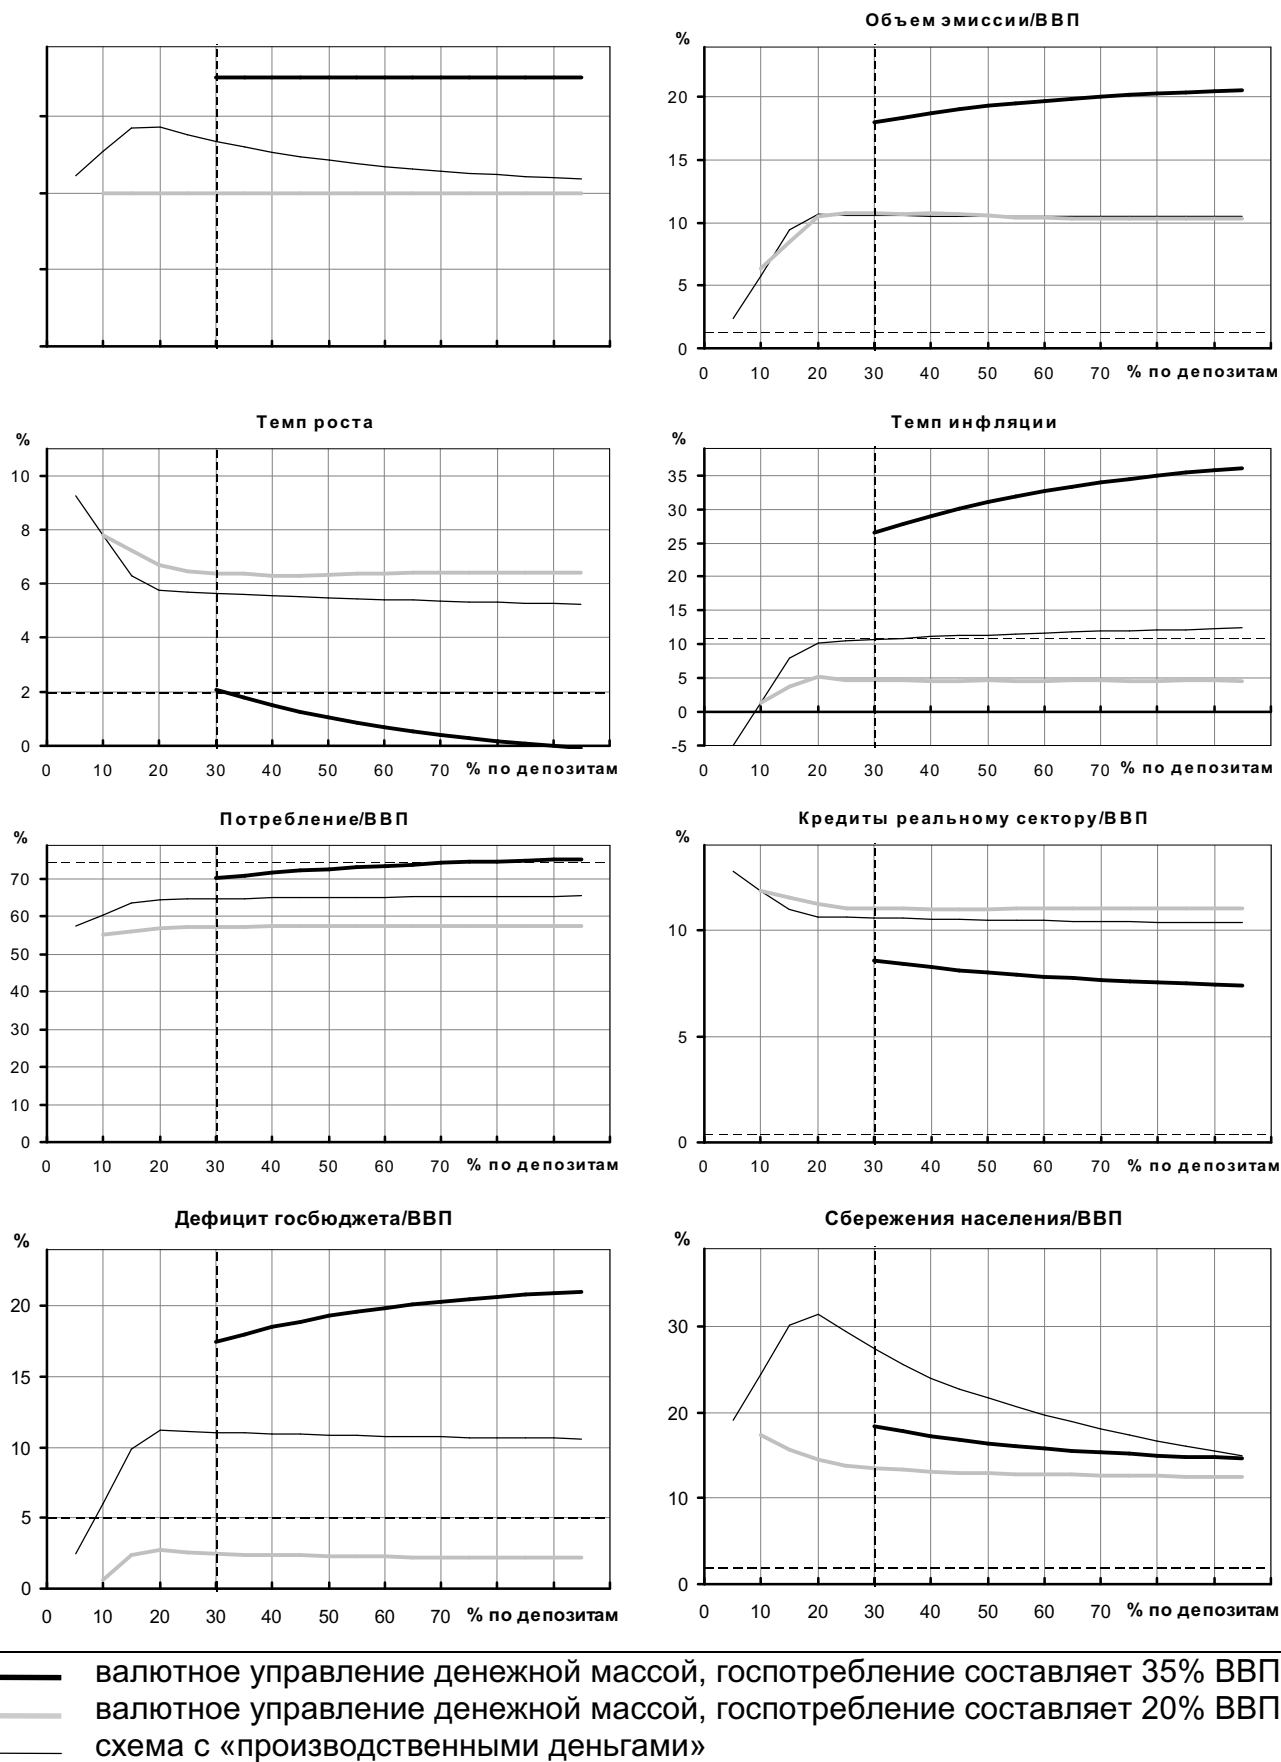 Объем эмиссии/ВВП
%
20
15
10
5
0
0 10 20 30 40 50 60 70 % по депозитам
Темп роста
%
10
8
6
4
2
0
0 10 20 30 40 50 60 70 % по депозитам
Темп инфляции
%
35
30
25
20
15
10
5
0
-5
0 10 20 30 40 50 60 70 % по депозитам
Потребление/ВВП
%
70
60
50
40
30
20
10
0
0 10 20 30 40 50 60 70 % по депозитам
Кредиты реальному сектору/ВВП
%
10
5
0
0 10 20 30 40 50 60 70 % по депозитам
Дефицит госбюджета/ВВП
%
20
15
10
5
0
0 10 20 30 40 50 60 70 % по депозитам
Сбережения населения/ВВП
%
30
20
10
0
0 10 20 30 40 50 60 70 % по депозитам
валютное управление денежной массой, госпотребление составляет 35% ВВП
валютное управление денежной массой, госпотребление составляет 20% ВВП
схема с «производственными деньгами»